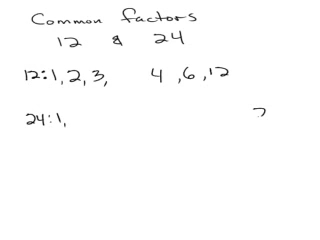 Common factors
12 & 24
12:1, 2, 3, 4, 6, 12
24:1,